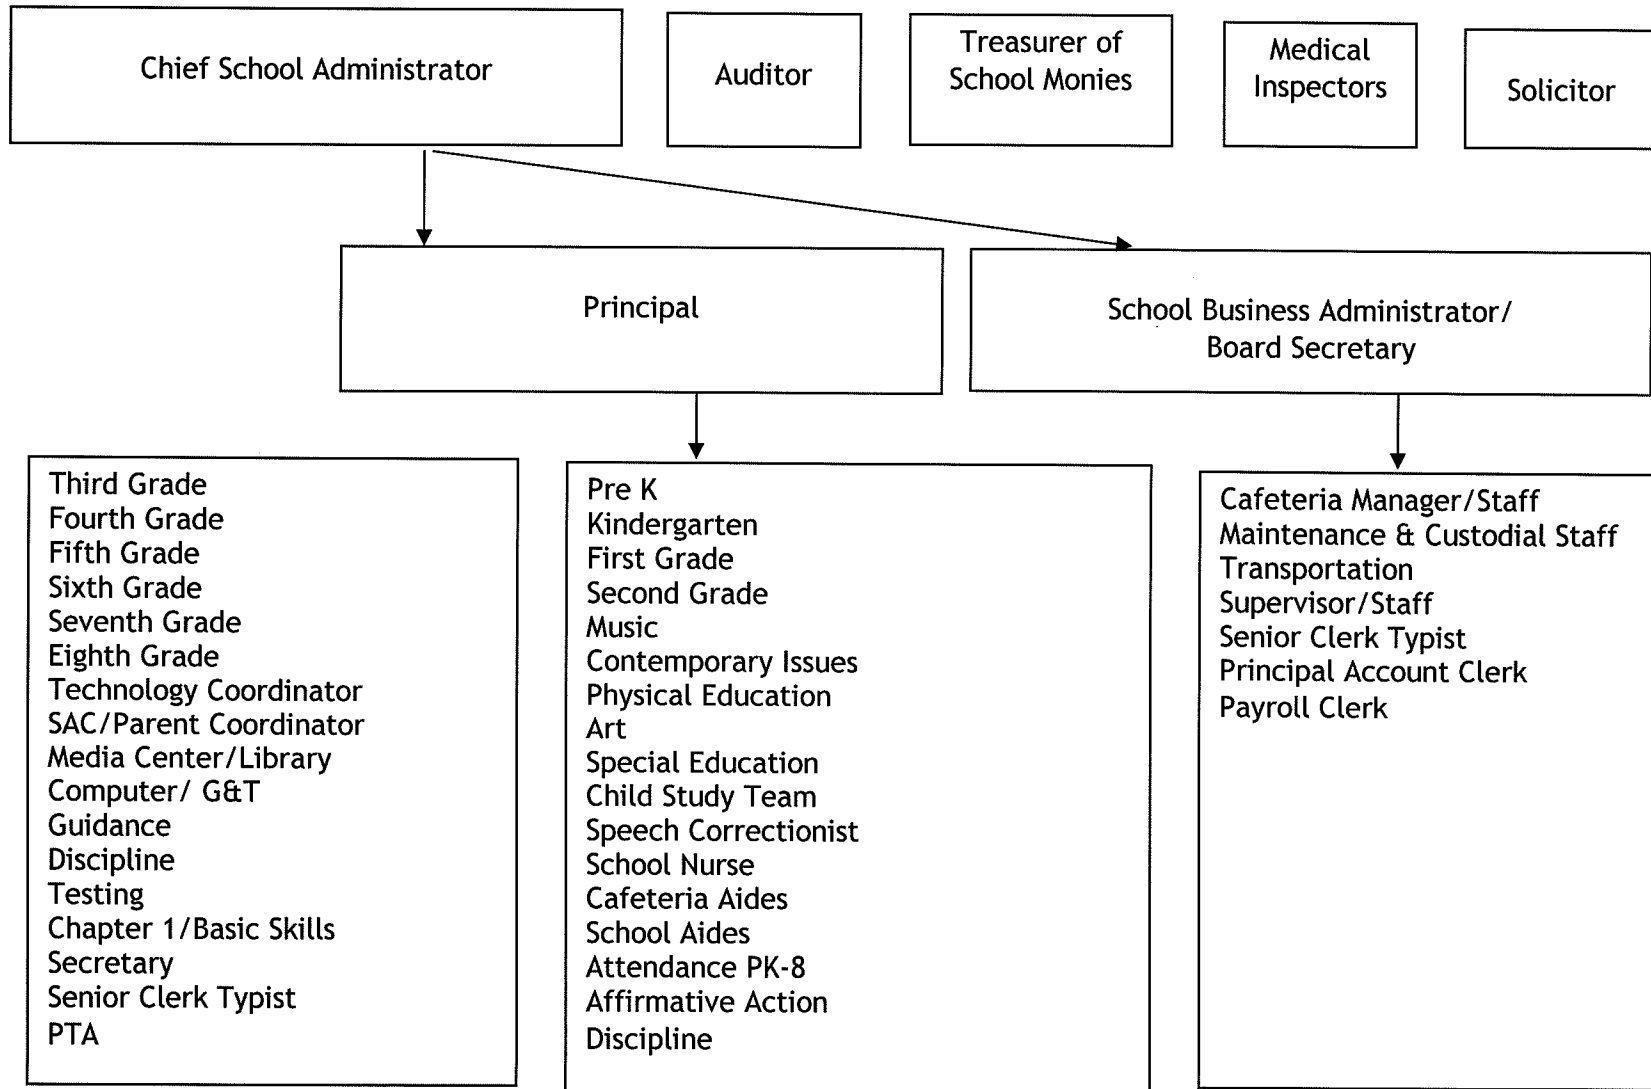 Chief School Administrator
Auditor
Treasurer of
School Monies
Medical
Inspectors
Solicitor
Principal
School Business Administrator/
Board Secretary
Third Grade
Fourth Grade
Fifth Grade
Sixth Grade
Seventh Grade
Eighth Grade
Technology Coordinator
SAC/Parent Coordinator
Media Center/Library
Computer/ G&T
Guidance
Discipline
Testing
Chapter 1/Basic Skills
Secretary
Senior Clerk Typist
PTA
Pre K
Kindergarten
First Grade
Second Grade
Music
Contemporary Issues
Physical Education
Art
Special Education
Child Study Team
Speech Correctionist
School Nurse
Cafeteria Aides
School Aides
Attendance PK-8
Affirmative Action
Discipline
Cafeteria Manager/Staff
Maintenance & Custodial Staff
Transportation
Supervisor/Staff
Senior Clerk Typist
Principal Account Clerk
Payroll Clerk